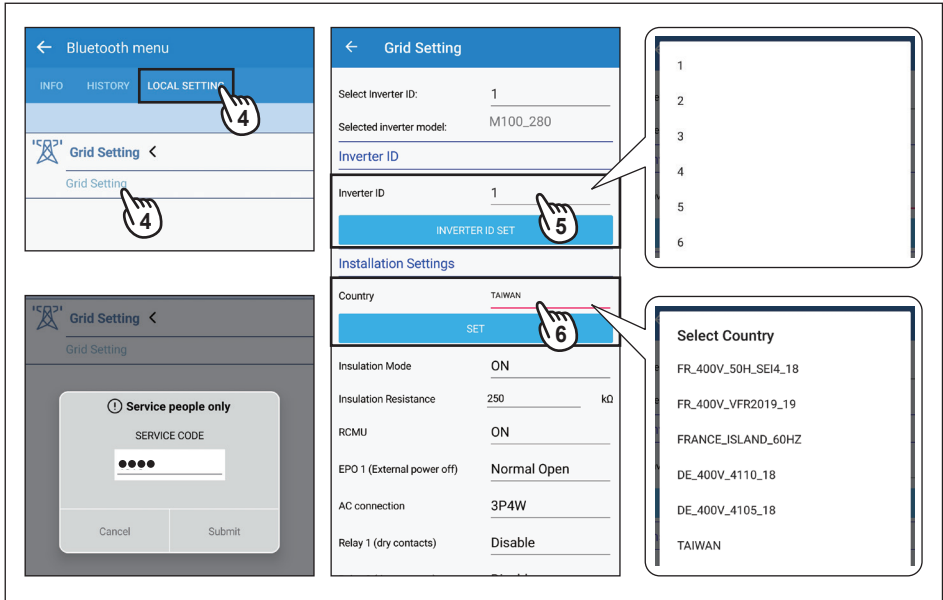 Bluetooth menu
INFO HISTORY LOCAL SETTING
4
Grid Setting
Grid Setting
4
Grid Setting
Grid Setting
Service people only
SERVICE CODE
Cancel Submit
Grid Setting
Select Inverter ID: 1
Selected inverter model: M100_280
Inverter ID
Inverter ID 1
5
INVERTER ID SET
Installation Settings
Country TAIWAN
6
SET
Insulation Mode ON
Insulation Resistance 250 kΩ
RCMU ON
EPO 1 (External power off) Normal Open
AC connection 3P4W
Relay 1 (dry contacts) Disable
1
2
3
4
5
6
Select Country
FR_400V_50H_SEI4_18
FR_400V_VFR2019_19
FRANCE_ISLAND_60HZ
DE_400V_4110_18
DE_400V_4105_18
TAIWAN